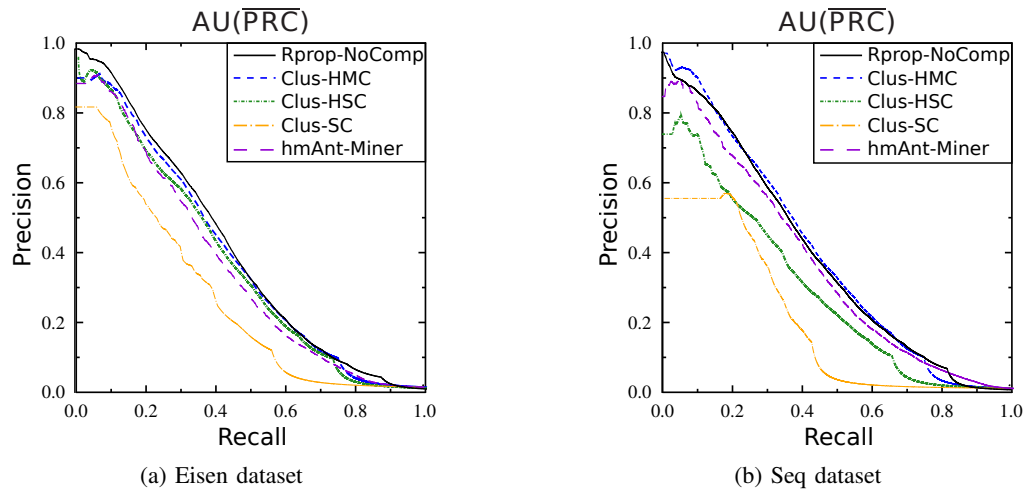 AU(PRC)
1.0
0.8
0.6
0.4
0.2
0.0
Precision
0.0 0.2 0.4 0.6 0.8 1.0
Recall
Rprop-NoComp
Clus-HMC
Clus-HSC
Clus-SC
hmAnt-Miner
(a) Eisen dataset
AU(PRC)
1.0
0.8
0.6
0.4
0.2
0.0
Precision
0.0 0.2 0.4 0.6 0.8 1.0
Recall
Rprop-NoComp
Clus-HMC
Clus-HSC
Clus-SC
hmAnt-Miner
(b) Seq dataset